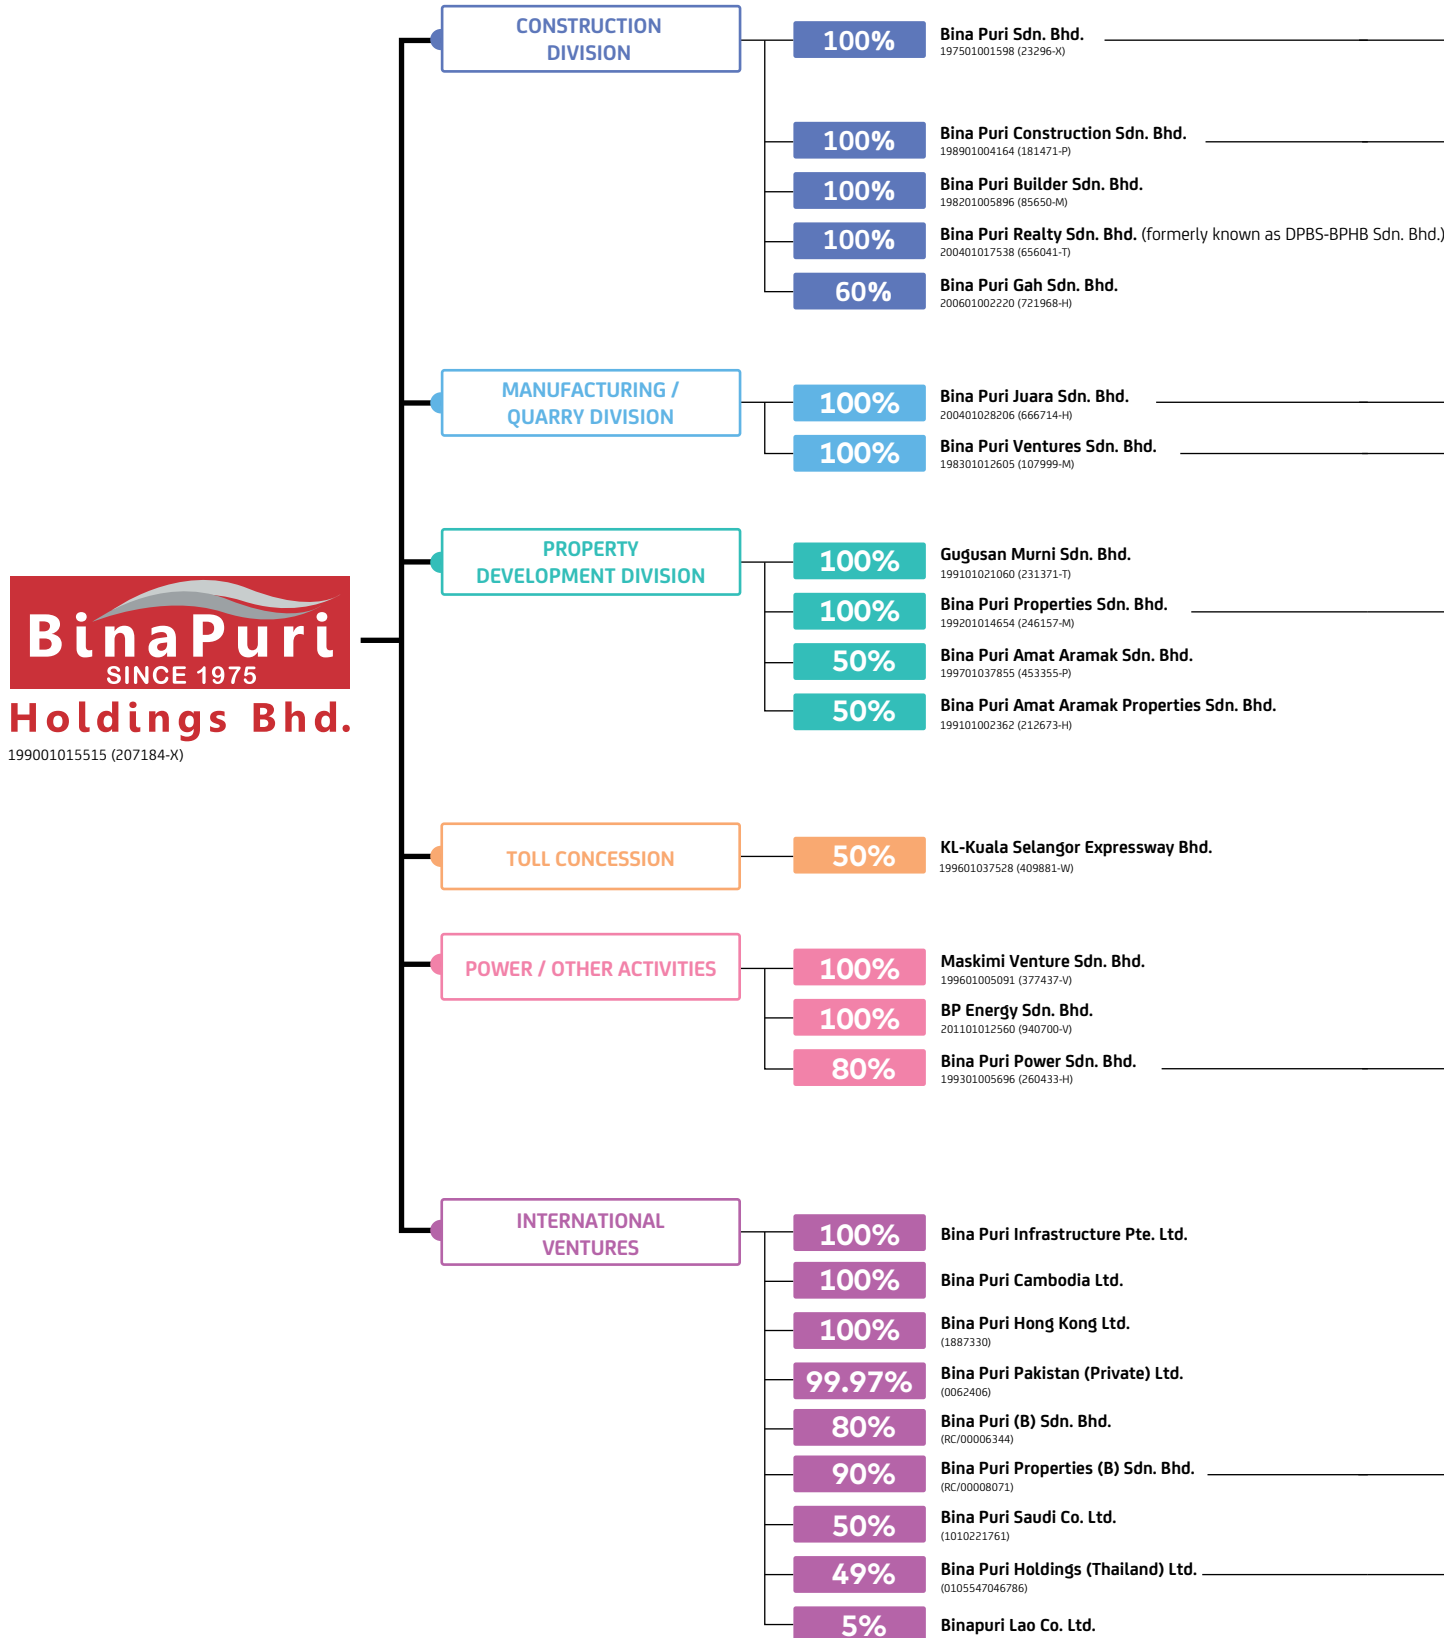 BinaPuri
SINCE 1975
Holdings Bhd.
199001015515 (207184-X)
CONSTRUCTION
DIVISION
100%
Bina Puri Sdn. Bhd.
197501001598 (23296-X)
100%
Bina Puri Construction Sdn. Bhd.
198901004164 (181471-P)
100%
Bina Puri Builder Sdn. Bhd.
198201005896 (85650-M)
100%
Bina Puri Realty Sdn. Bhd. (formerly known as DPBS-BPHB Sdn. Bhd.)
200401017538 (656041-T)
60%
Bina Puri Gah Sdn. Bhd.
200601002220 (721968-H)
MANUFACTURING /
QUARRY DIVISION
100%
Bina Puri Juara Sdn. Bhd.
200401028206 (666714-H)
100%
Bina Puri Ventures Sdn. Bhd.
198301012605 (107999-M)
PROPERTY
DEVELOPMENT DIVISION
100%
Gugusan Murni Sdn. Bhd.
199101021060 (231371-T)
100%
Bina Puri Properties Sdn. Bhd.
199201014654 (246157-M)
50%
Bina Puri Amat Aramak Sdn. Bhd.
199701037855 (453355-P)
50%
Bina Puri Amat Aramak Properties Sdn. Bhd.
199101002362 (212673-H)
TOLL CONCESSION
50%
KL-Kuala Selangor Expressway Bhd.
199601037528 (409881-W)
POWER / OTHER ACTIVITIES
100%
Maskimi Venture Sdn. Bhd.
199601005091 (377437-V)
100%
BP Energy Sdn. Bhd.
201101012560 (940700-V)
80%
Bina Puri Power Sdn. Bhd.
199301005696 (260433-H)
INTERNATIONAL
VENTURES
100%
Bina Puri Infrastructure Pte. Ltd.
100%
Bina Puri Cambodia Ltd.
100%
Bina Puri Hong Kong Ltd.
(1887330)
99.97%
Bina Puri Pakistan (Private) Ltd.
(0062406)
80%
Bina Puri (B) Sdn. Bhd.
(RC/00006344)
90%
Bina Puri Properties (B) Sdn. Bhd.
(RC/00008071)
50%
Bina Puri Saudi Co. Ltd.
(1010221761)
49%
Bina Puri Holdings (Thailand) Ltd.
(0105547046786)
5%
Binapuri Lao Co. Ltd.